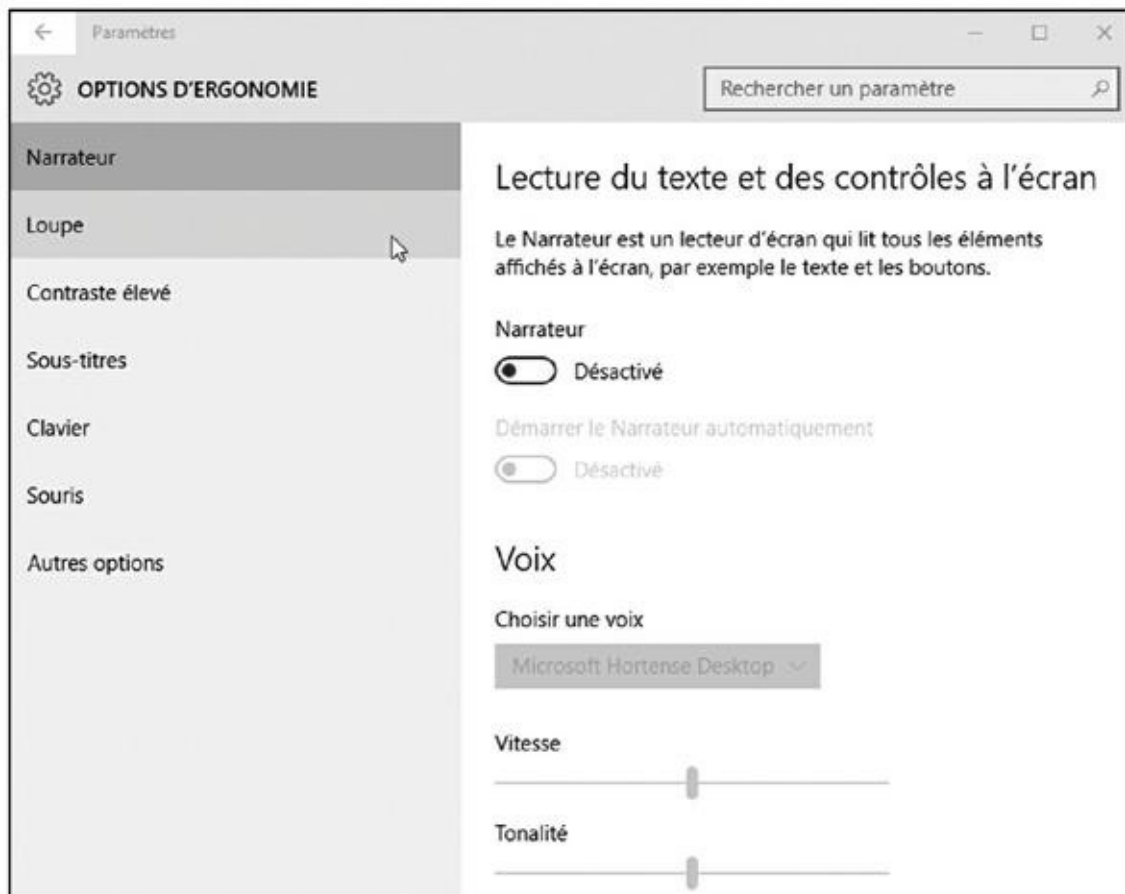 Paramètres
OPTIONS D'ERGONOMIE
Rechercher un paramètre
Narrateur
Loupe
Contraste élevé
Sous-titres
Clavier
Souris
Autres options
Lecture du texte et des contrôles à l'écran
Le Narrateur est un lecteur d'écran qui lit tous les éléments
affichés à l'écran, par exemple le texte et les boutons.
Narrateur
Désactivé
Démarrer le Narrateur automatiquement
Désactivé
Voix
Choisir une voix
Microsoft Hortense Desktop
Vitesse
Tonalité